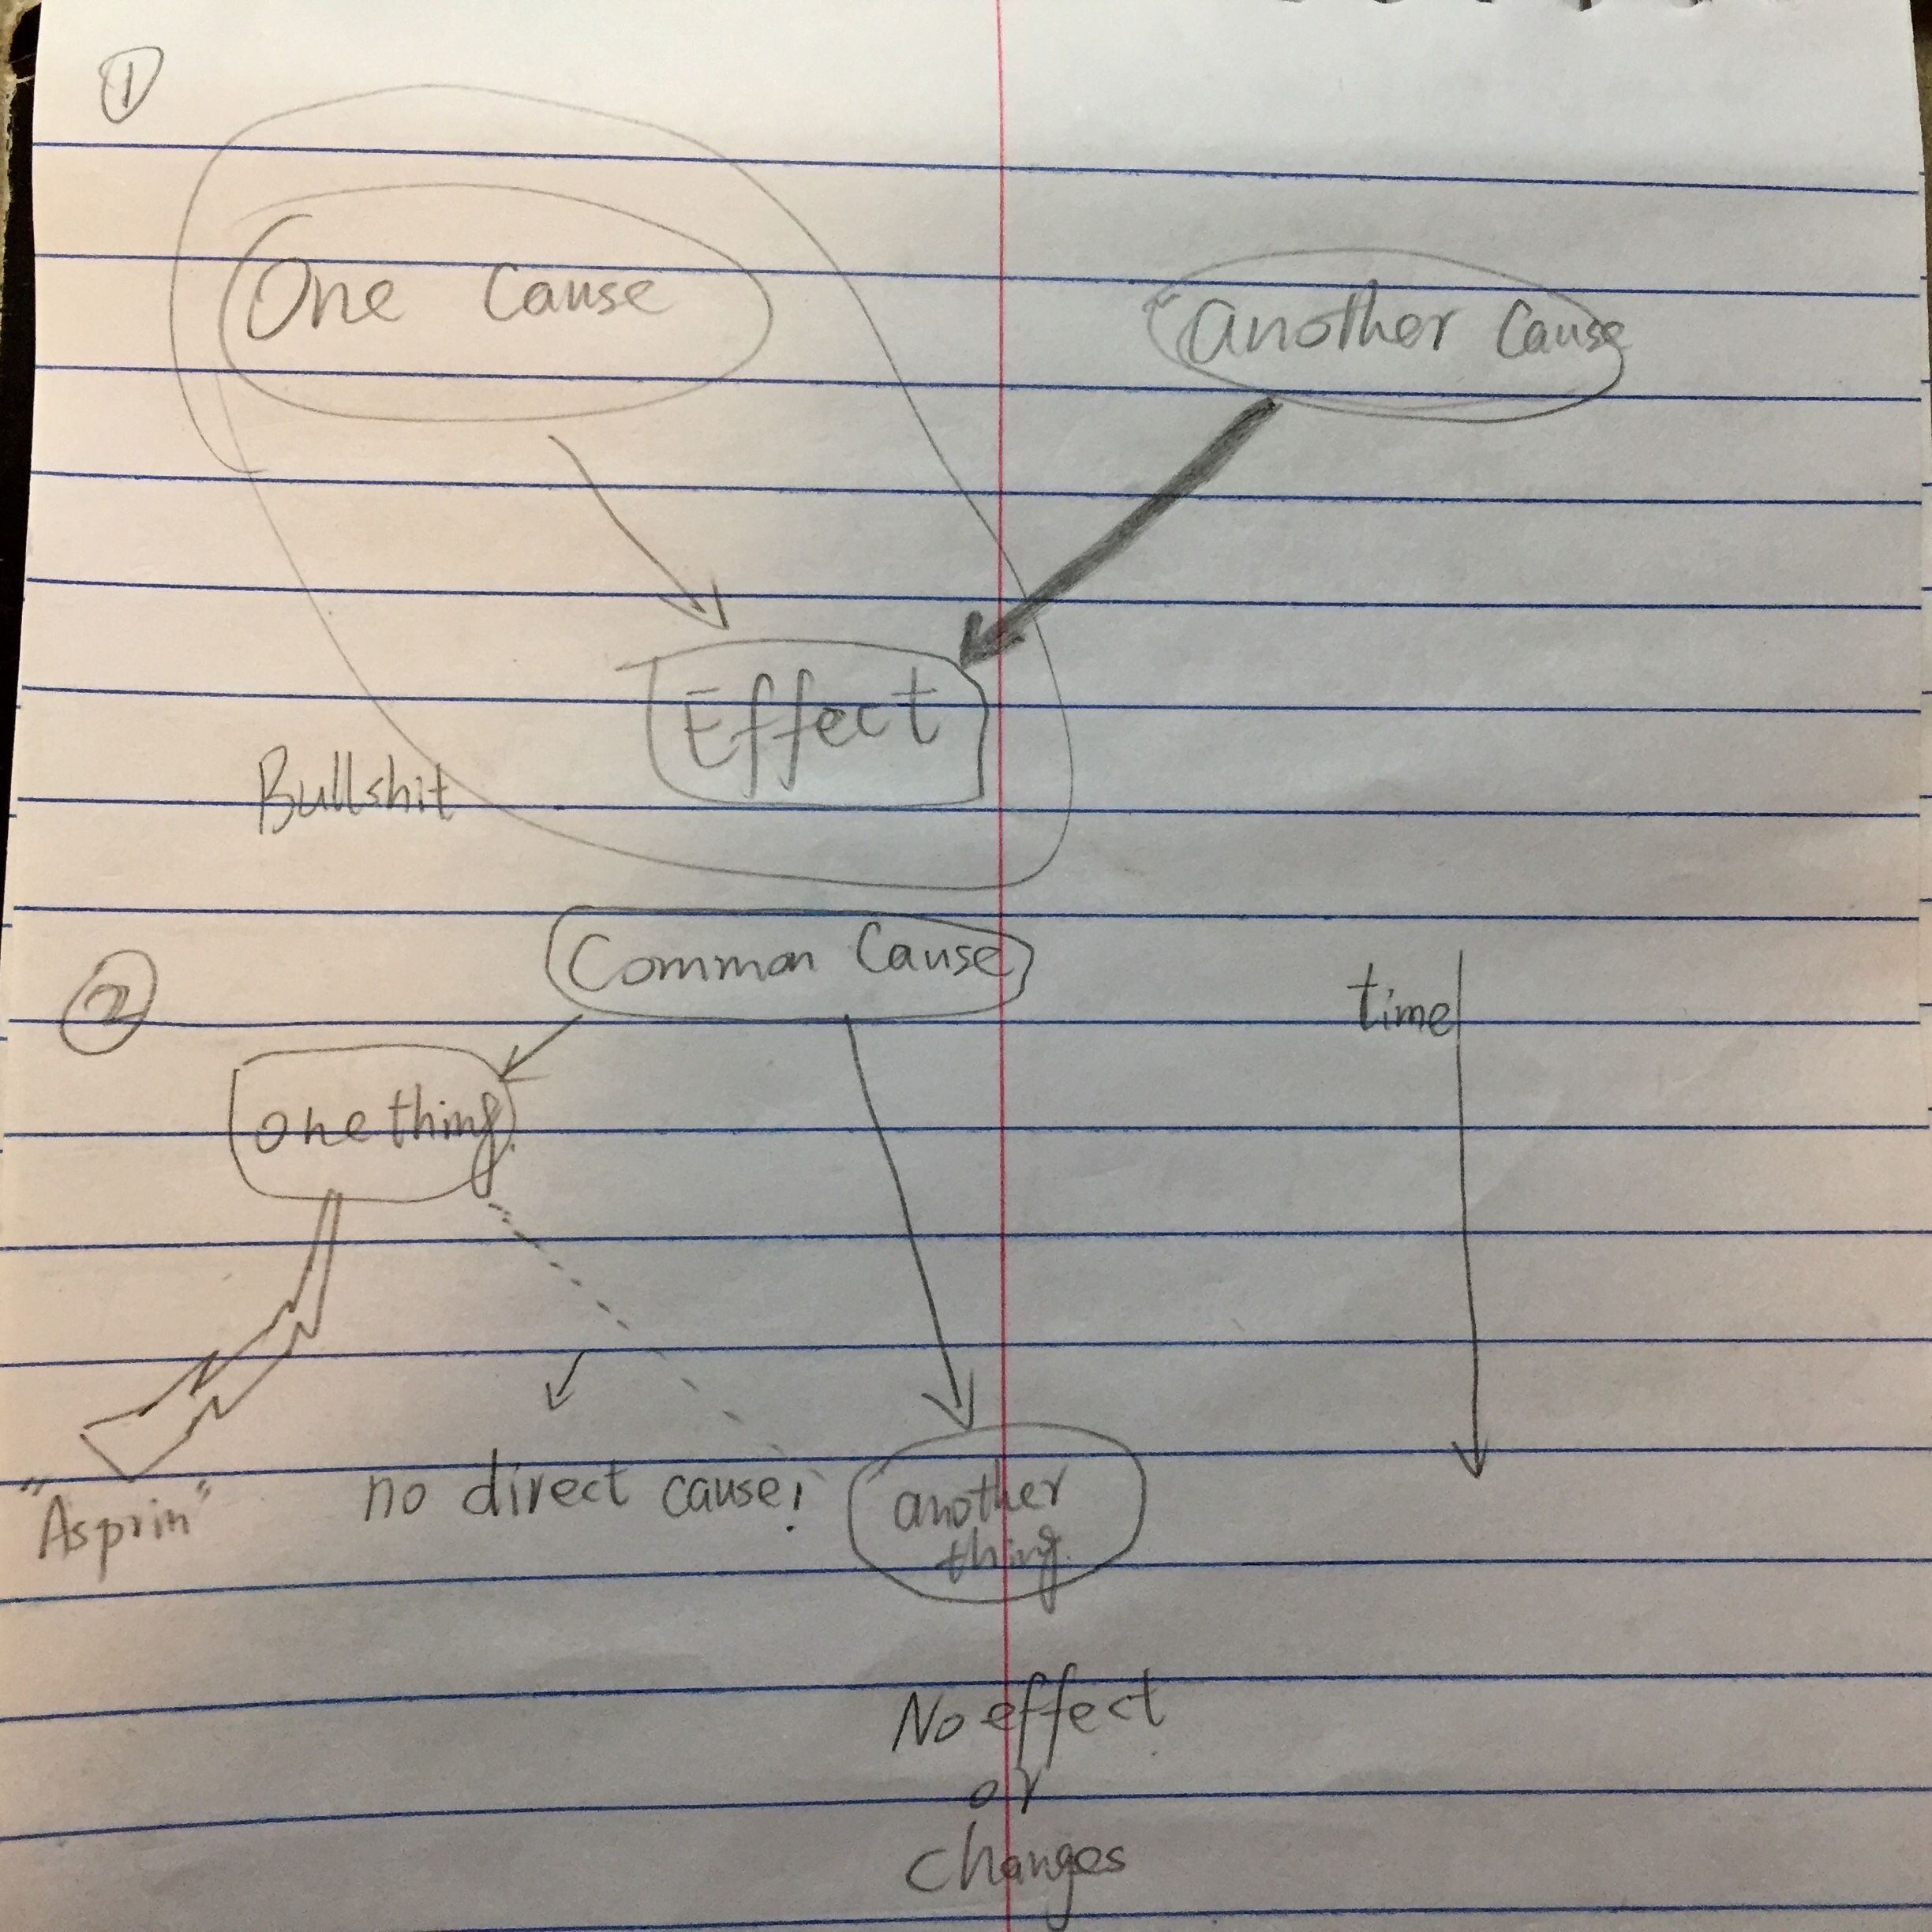 ①
One Cause
another Cause
Effect
Bullshit
②
Common Cause
time
one thing
"Asprin"
no direct cause!
another
thing
No effect
or
Changes